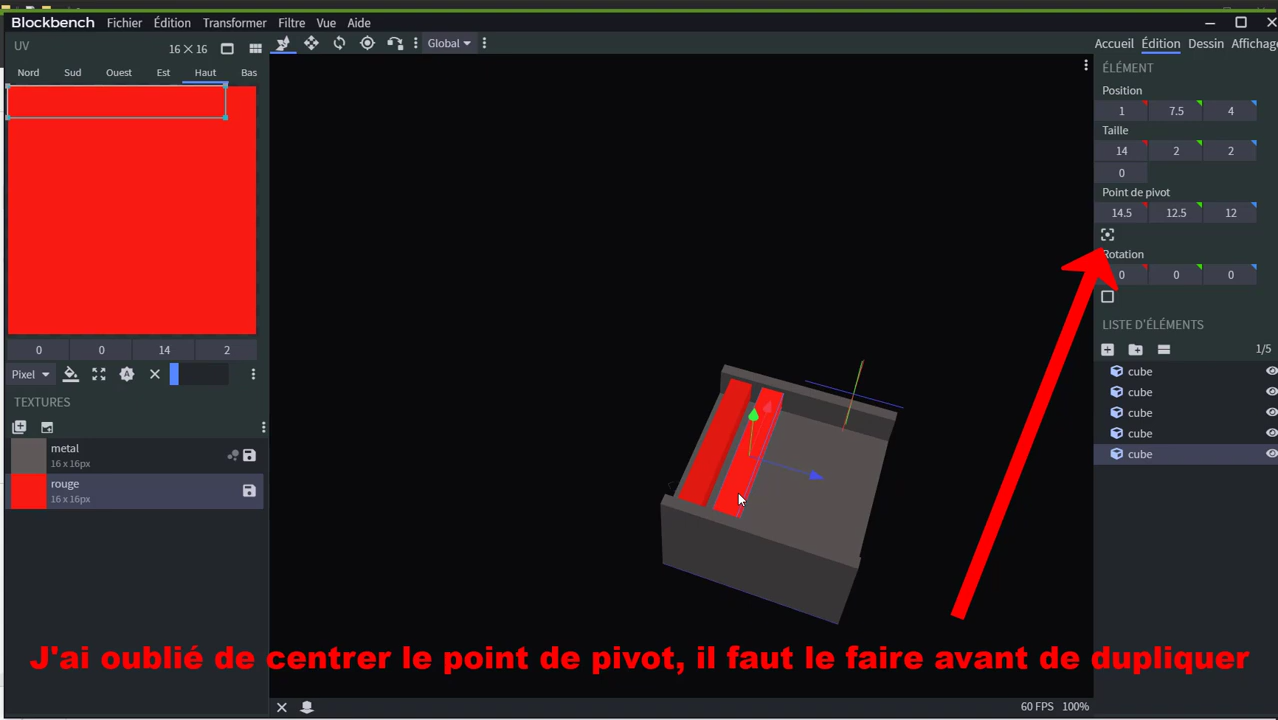 Blockbench Fichier Édition Transformer Filtre Vue Aide
UV 16 × 16
Nord Sud Ouest Est Haut Bas
0 0 14 2
Pixel
TEXTURES
metal
16 x 16px
rouge
16 x 16px
Global
60 FPS 100%
Accueil Édition Dessin Affichage
ÉLÉMENT
Position
1 7.5 4
Taille
14 2 2
0
Point de pivot
14.5 12.5 12
Rotation
0 0 0
LISTE D'ÉLÉMENTS
1/5
cube
cube
cube
cube
cube
J'ai oublié de centrer le point de pivot, il faut le faire avant de dupliquer